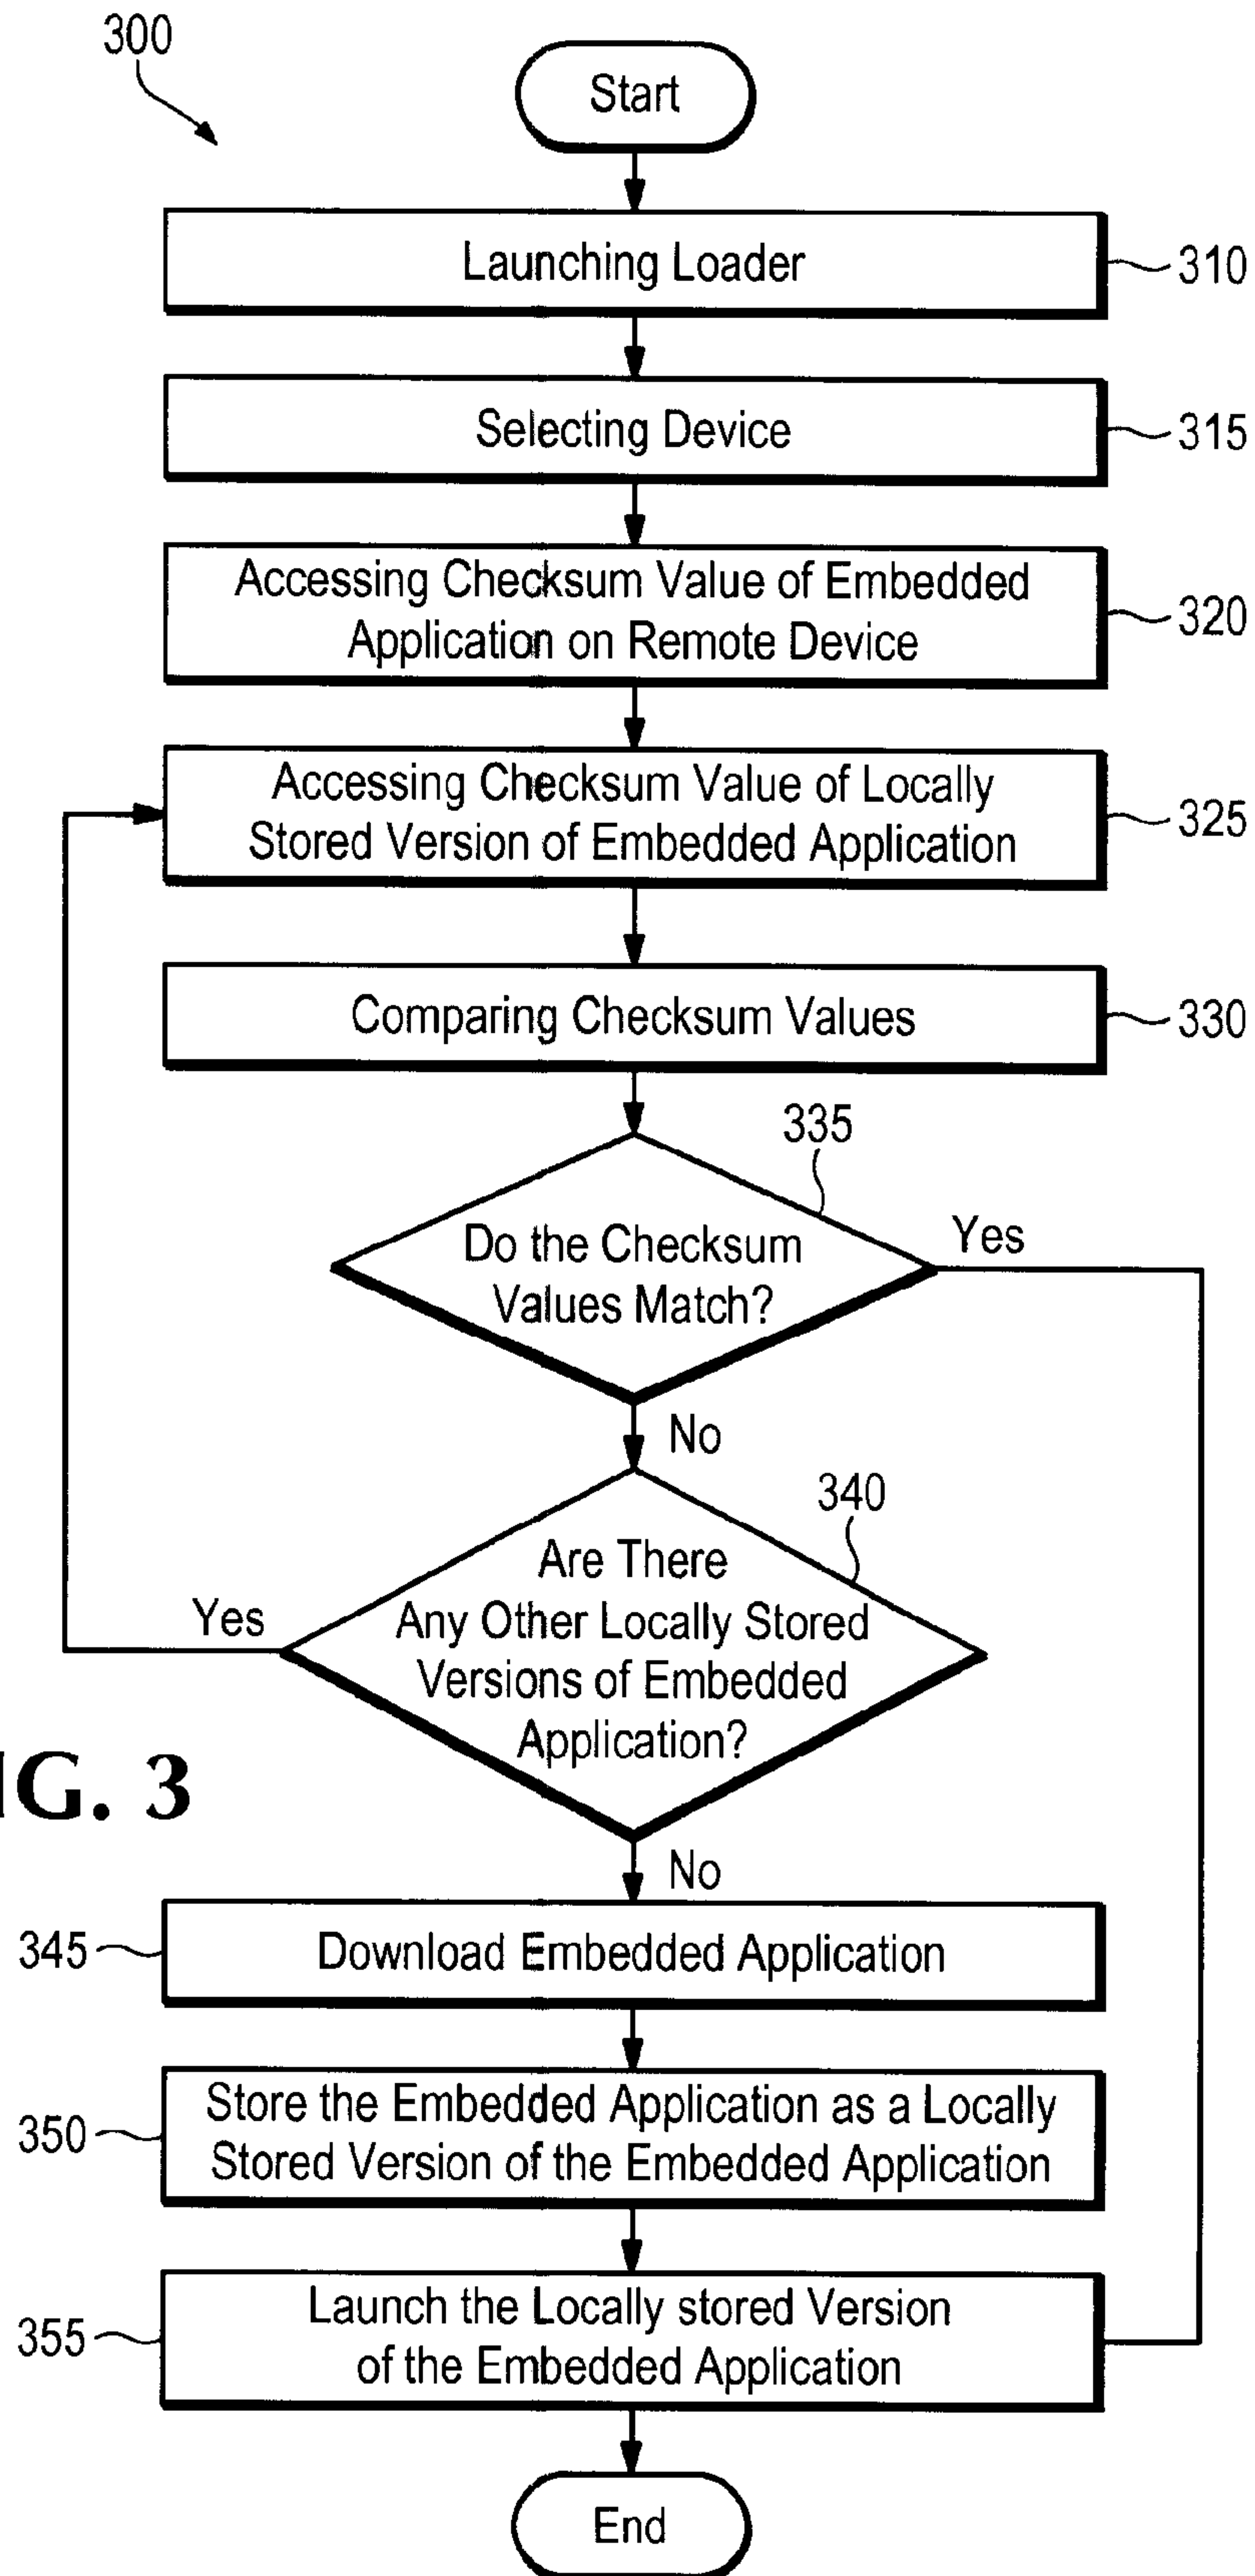 300
Start
Launching Loader
310
Selecting Device
315
Accessing Checksum Value of Embedded
Application on Remote Device
320
Accessing Checksum Value of Locally
Stored Version of Embedded Application
325
Comparing Checksum Values
330
335
Do the Checksum
Values Match?
Yes
No
340
Are There
Any Other Locally Stored
Versions of Embedded
Application?
Yes
IG. 3
No
345
Download Embedded Application
350
Store the Embedded Application as a Locally
Stored Version of the Embedded Application
355
Launch the Locally stored Version
of the Embedded Application
End